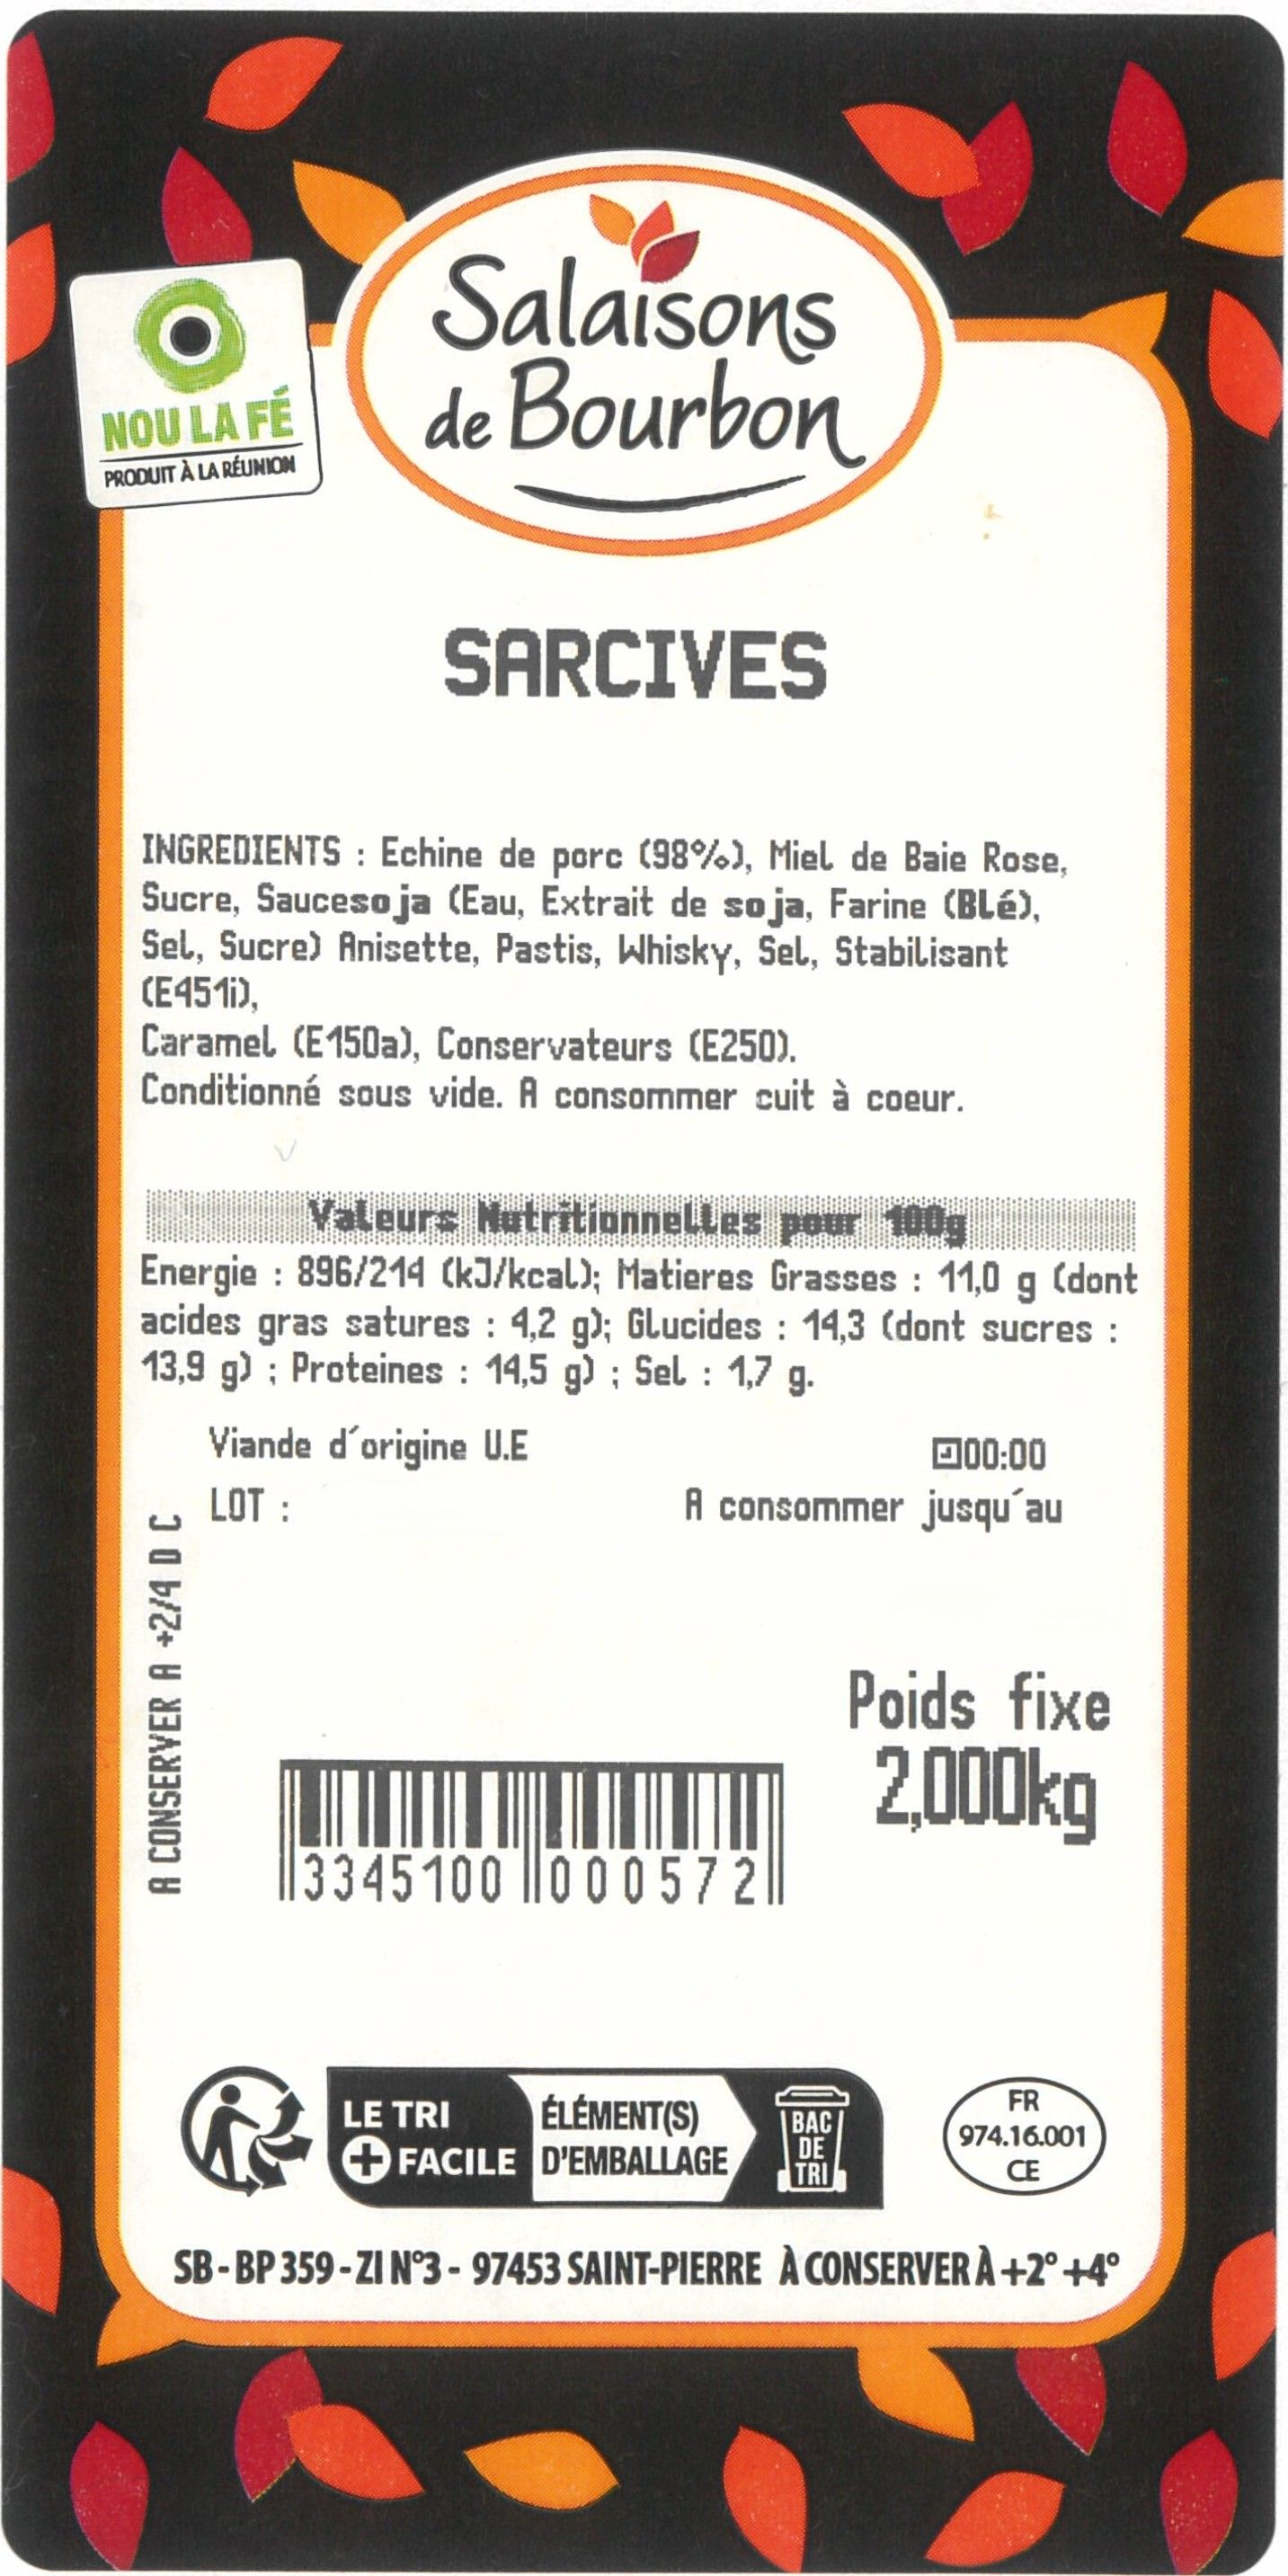 NOU LA FÉ
PRODUIT À LA RÉUNION
Salaisons
de Bourbon
SARCIVES
INGREDIENTS : Echine de porc (98%), Miel de Baie Rose,
Sucre, Saucesoja (Eau, Extrait de soja, Farine (Blé),
Sel, Sucre) Anisette, Pastis, Whisky, Sel, Stabilisant
(E451i),
Caramel (E150a), Conservateurs (E250).
Conditionné sous vide. A consommer cuit à coeur.
Valeurs Nutritionnelles pour 100g
Energie : 896/214 (kJ/kcal); Matieres Grasses : 11,0 g (dont
acides gras satures : 4,2 g); Glucides : 14,3 (dont sucres :
13,9 g) ; Proteines : 14,5 g) ; Sel : 1,7 g.
Viande d´origine U.E
00:00
LOT :
A consommer jusqu´au
A CONSERVER A +2/4 D C
Poids fixe
2,000kg
3345100 000572
LE TRI
+ FACILE
ÉLÉMENT(S)
D'EMBALLAGE
BAC
DE
TRI
FR
974.16.001
CE
SB - BP 359 - ZI N°3 - 97453 SAINT-PIERRE À CONSERVER À +2° +4°